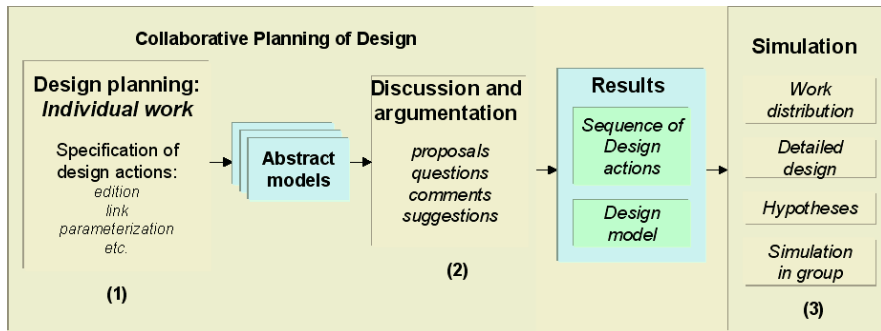 Collaborative Planning of Design
Design planning:
Individual work
Specification of
design actions:
edition
link
parameterization
etc.
(1)
Abstract
models
Discussion and
argumentation
proposals
questions
comments
suggestions
(2)
Results
Sequence of
Design
actions
Design
model
Simulation
Work
distribution
Detailed
design
Hypotheses
Simulation
in group
(3)